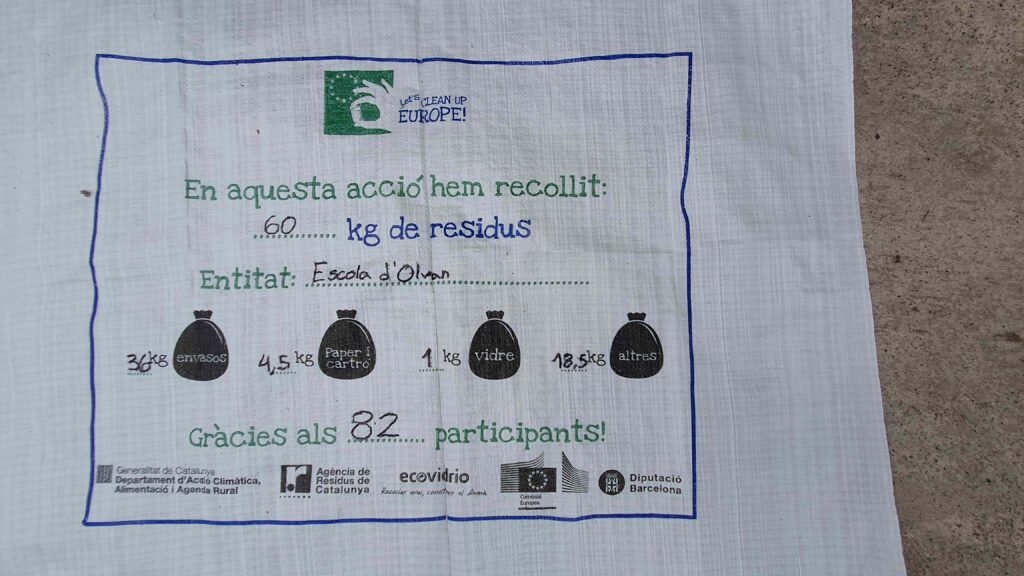 Let's CLEAN-UP
EUROPE!
En aquesta acció hem recollit:
60 kg de residus
Entitat: Escola d'Olvan
36 kg envasos 4,5 kg Paper i cartró 1 kg vidre 18,5 kg altres
Gràcies als 82 participants!
Generalitat de Catalunya
Departament d'Acció Climàtica,
Alimentació i Agenda Rural
Agència de
Residus de
Catalunya
ecovidrio
Comissió
Europea
Diputació
Barcelona